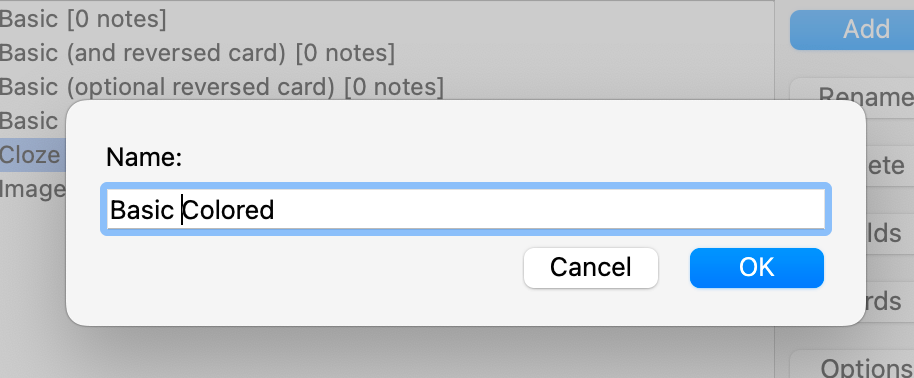 Basic [0 notes]
Add
Basic (and reversed card) [0 notes]
Basic (optional reversed card) [0 notes]
Rename
Basic
Name:
Cloze
ete
Image
Basic Colored
lds
Cancel
OK
rds
Options